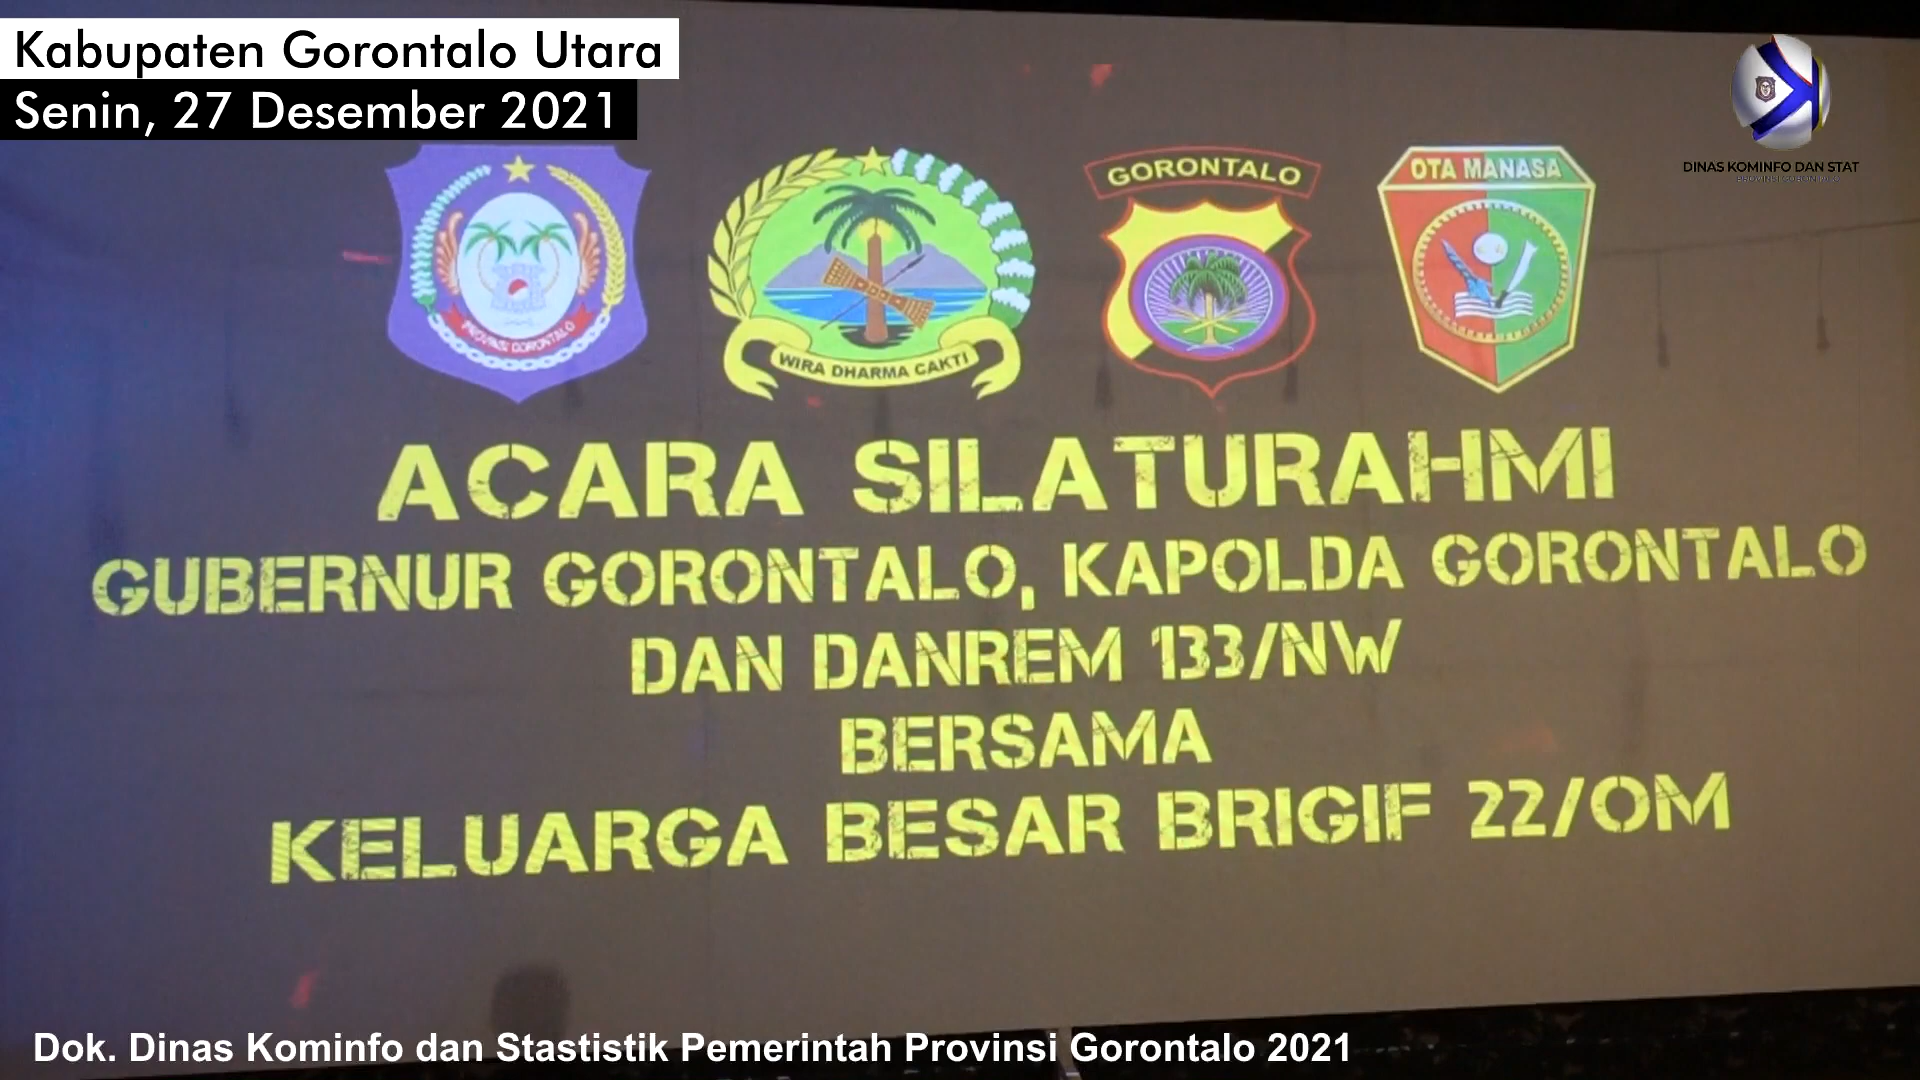 Kabupaten Gorontalo Utara
Senin, 27 Desember 2021
DINAS KOMINFO DAN STAT
GORONTALO
OTA MANASA
PROVINSI GORONTALO
WIRA DHARMA CAKTI
ACARA SILATURAHMI
GUBERNUR GORONTALO, KAPOLDA GORONTALO
DAN DANREM 133/NW
BERSAMA
KELUARGA BESAR BRIGIF 22/OM
Dok. Dinas Kominfo dan Stastistik Pemerintah Provinsi Gorontalo 2021